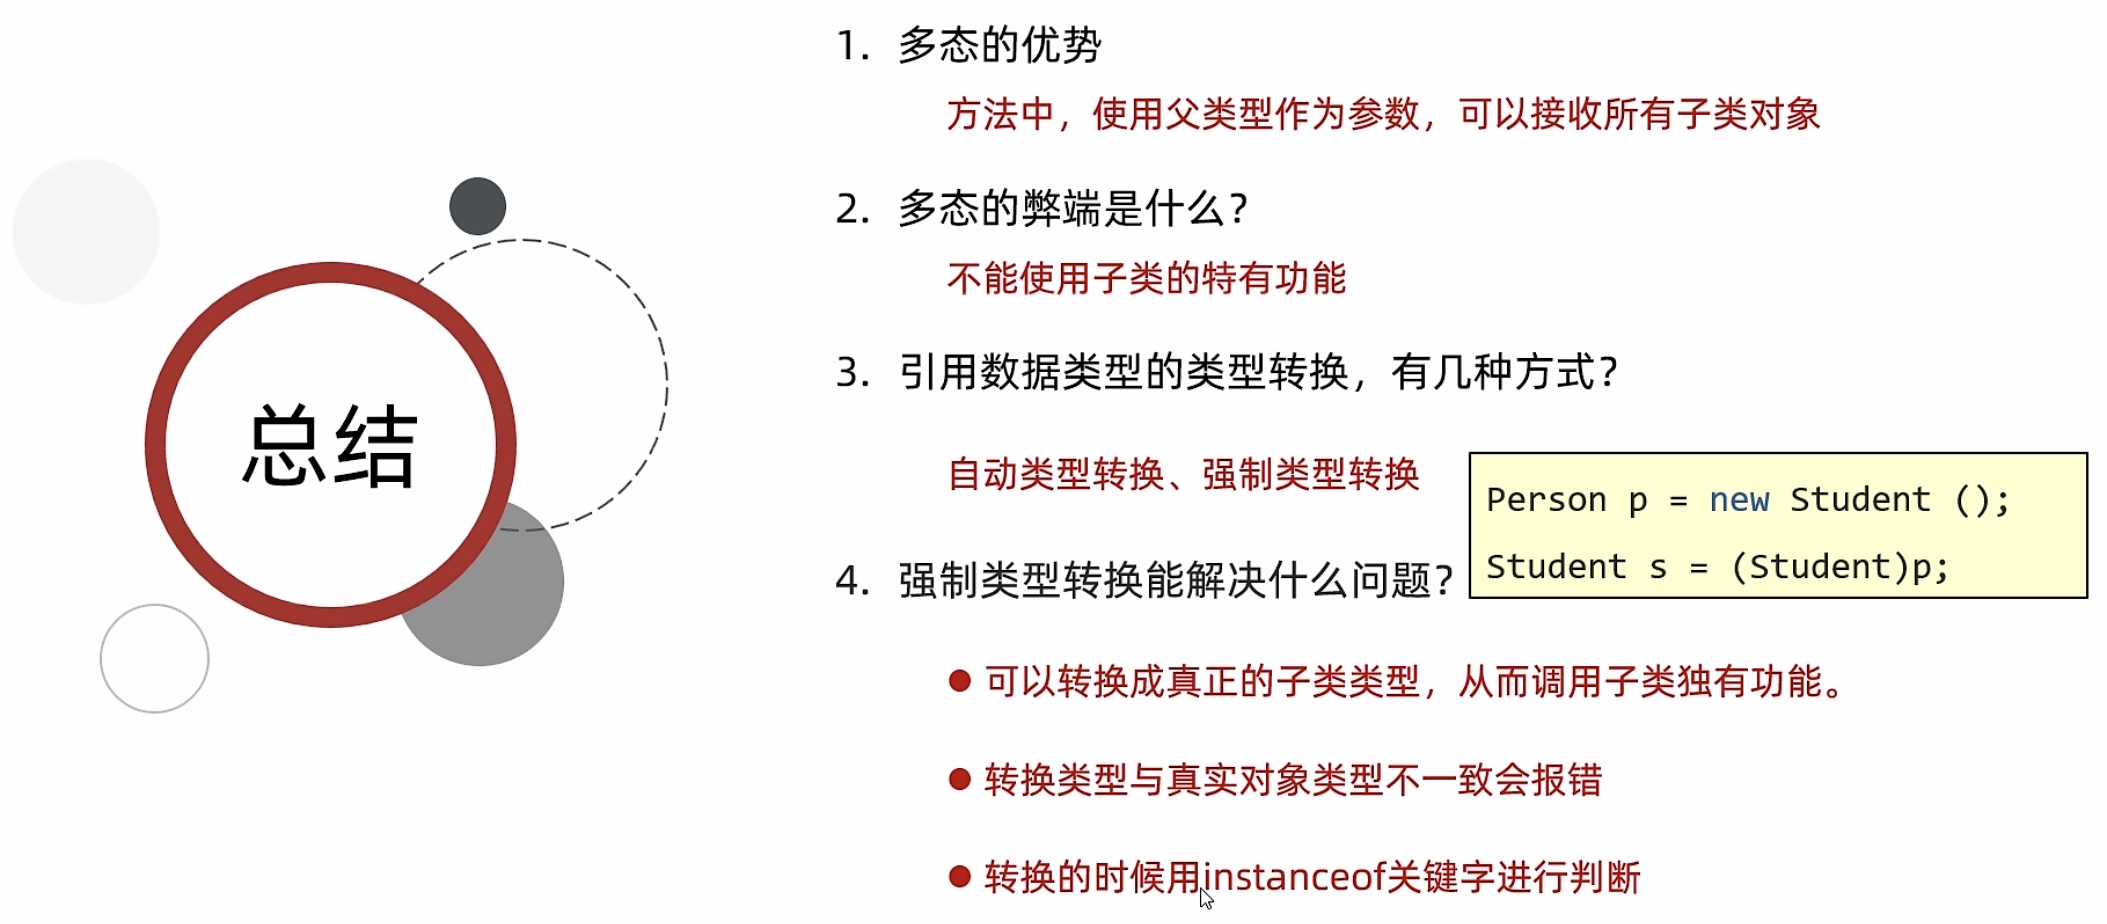 总结
1. 多态的优势
方法中，使用父类型作为参数，可以接收所有子类对象
2. 多态的弊端是什么？
不能使用子类的特有功能
3. 引用数据类型的类型转换，有几种方式？
自动类型转换、强制类型转换
Person p = new Student ();
Student s = (Student)p;
4. 强制类型转换能解决什么问题？
● 可以转换成真正的子类类型，从而调用子类独有功能。
● 转换类型与真实对象类型不一致会报错
● 转换的时候用instanceof关键字进行判断